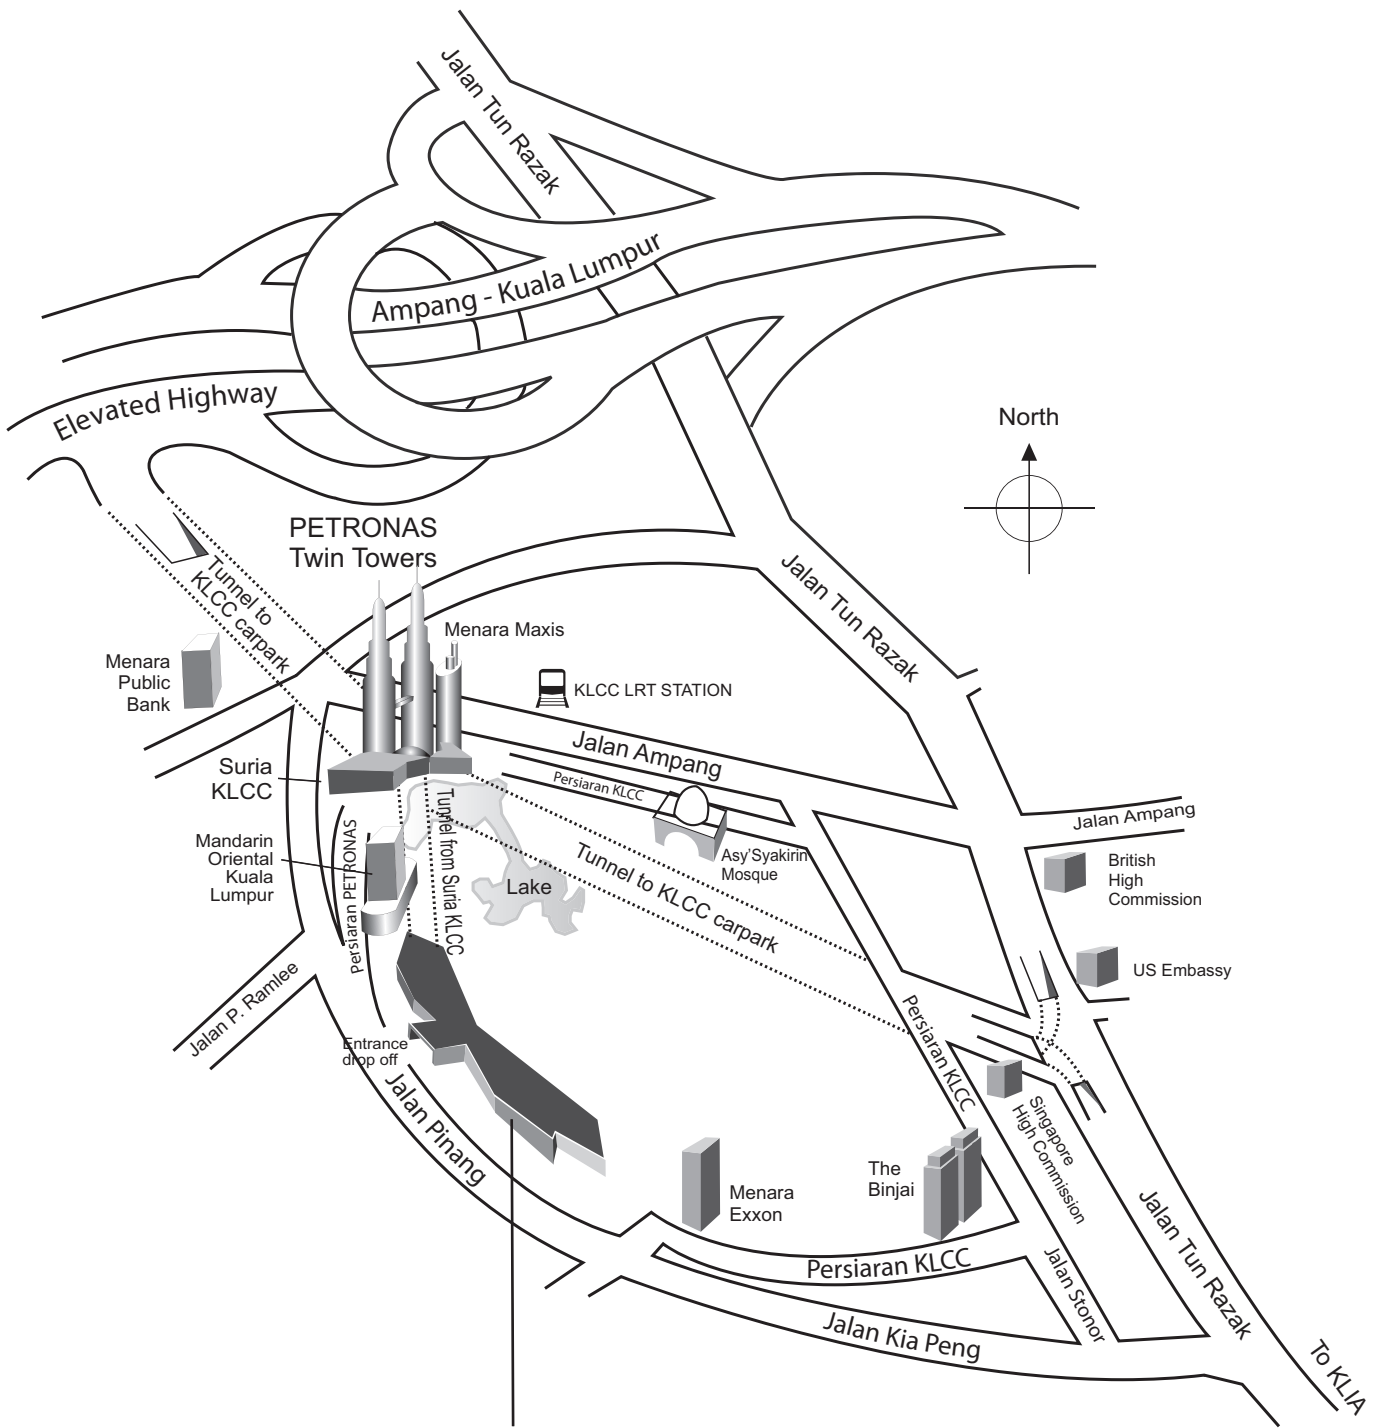 Jalan Tun Razak
Ampang - Kuala Lumpur
Elevated Highway
North
PETRONAS
Twin Towers
Tunnel to
KLCC carpark
Jalan Tun Razak
Menara Maxis
Menara
Public
Bank
KLCC LRT STATION
Jalan Ampang
Suria
KLCC
Persiaran KLCC
Jalan Ampang
Mandarin
Oriental
Kuala
Lumpur
Persiaran PETRONAS
Tunnel from Suria KLCC
Lake
Asy'Syakirin
Mosque
Tunnel to KLCC carpark
British
High
Commission
US Embassy
Jalan P. Ramlee
Entrance
drop off
Persiaran KLCC
Jalan Pinang
Singapore
High Commission
Menara
Exxon
The
Binjai
Jalan Tun Razak
Persiaran KLCC
Jalan Stonor
Jalan Kia Peng
To KLIA